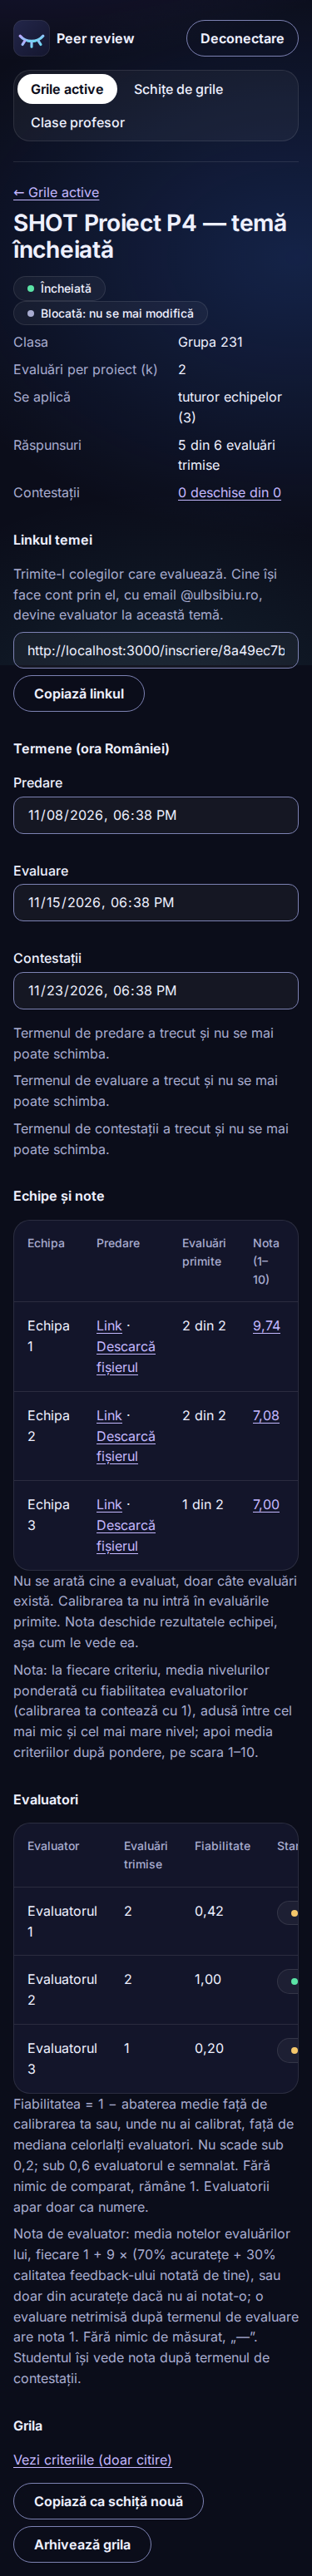 Peer review
Deconectare
Grile active
Schițe de grile
Clase profesor
← Grile active
SHOT Proiect P4 — temă
încheiată
Încheiată
Blocată: nu se mai modifică
Clasa Grupa 231
Evaluări per proiect (k) 2
Se aplică tuturor echipelor
(3)
Răspunsuri 5 din 6 evaluări
trimise
Contestații 0 deschise din 0
Linkul temei
Trimite-l colegilor care evaluează. Cine își
face cont prin el, cu email @ulbsibiu.ro,
devine evaluator la această temă.
http://localhost:3000/inscriere/8a49ec7b
Copiază linkul
Termene (ora României)
Predare
11/08/2026, 06:38 PM
Evaluare
11/15/2026, 06:38 PM
Contestații
11/23/2026, 06:38 PM
Termenul de predare a trecut și nu se mai
poate schimba.
Termenul de evaluare a trecut și nu se mai
poate schimba.
Termenul de contestații a trecut și nu se mai
poate schimba.
Echipe și note
Echipa Predare Evaluări Nota
primite (1–
10)
Echipa Link · 2 din 2 9,74
1 Descarcă
fișierul
Echipa Link · 2 din 2 7,08
2 Descarcă
fișierul
Echipa Link · 1 din 2 7,00
3 Descarcă
fișierul
Nu se arată cine a evaluat, doar câte evaluări
există. Calibrarea ta nu intră în evaluările
primite. Nota deschide rezultatele echipei,
așa cum le vede ea.
Nota: la fiecare criteriu, media nivelurilor
ponderată cu fiabilitatea evaluatorilor
(calibrarea ta contează cu 1), adusă între cel
mai mic și cel mai mare nivel; apoi media
criteriilor după pondere, pe scara 1–10.
Evaluatori
Evaluator Evaluări Fiabilitate Star
trimise
Evaluatorul 2 0,42
1
Evaluatorul 2 1,00
2
Evaluatorul 1 0,20
3
Fiabilitatea = 1 − abaterea medie față de
calibrarea ta sau, unde nu ai calibrat, față de
mediana celorlalți evaluatori. Nu scade sub
0,2; sub 0,6 evaluatorul e semnalat. Fără
nimic de comparat, rămâne 1. Evaluatorii
apar doar ca numere.
Nota de evaluator: media notelor evaluărilor
lui, fiecare 1 + 9 × (70% acuratețe + 30%
calitatea feedback-ului notată de tine), sau
doar din acuratețe dacă nu ai notat-o; o
evaluare netrimisă după termenul de evaluare
are nota 1. Fără nimic de măsurat, „—”.
Studentul își vede nota după termenul de
contestații.
Grila
Vezi criteriile (doar citire)
Copiază ca schiță nouă
Arhivează grila